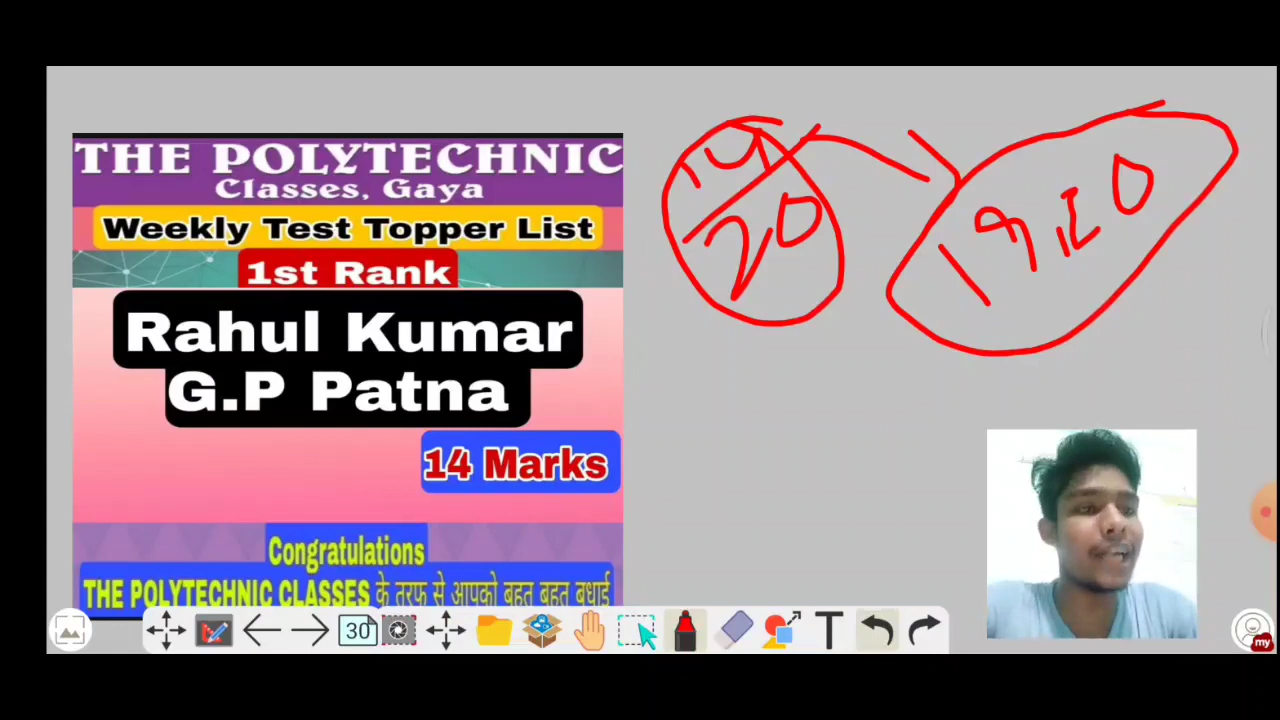 THE POLYTECHNIC
Classes, Gaya
Weekly Test Topper List
1st Rank
Rahul Kumar
G.P Patna
14 Marks
Congratulations
THE POLYTECHNIC CLASSES के तरफ से आपको बहुत बहुत बधाई
14
20
19,20
30
T
my